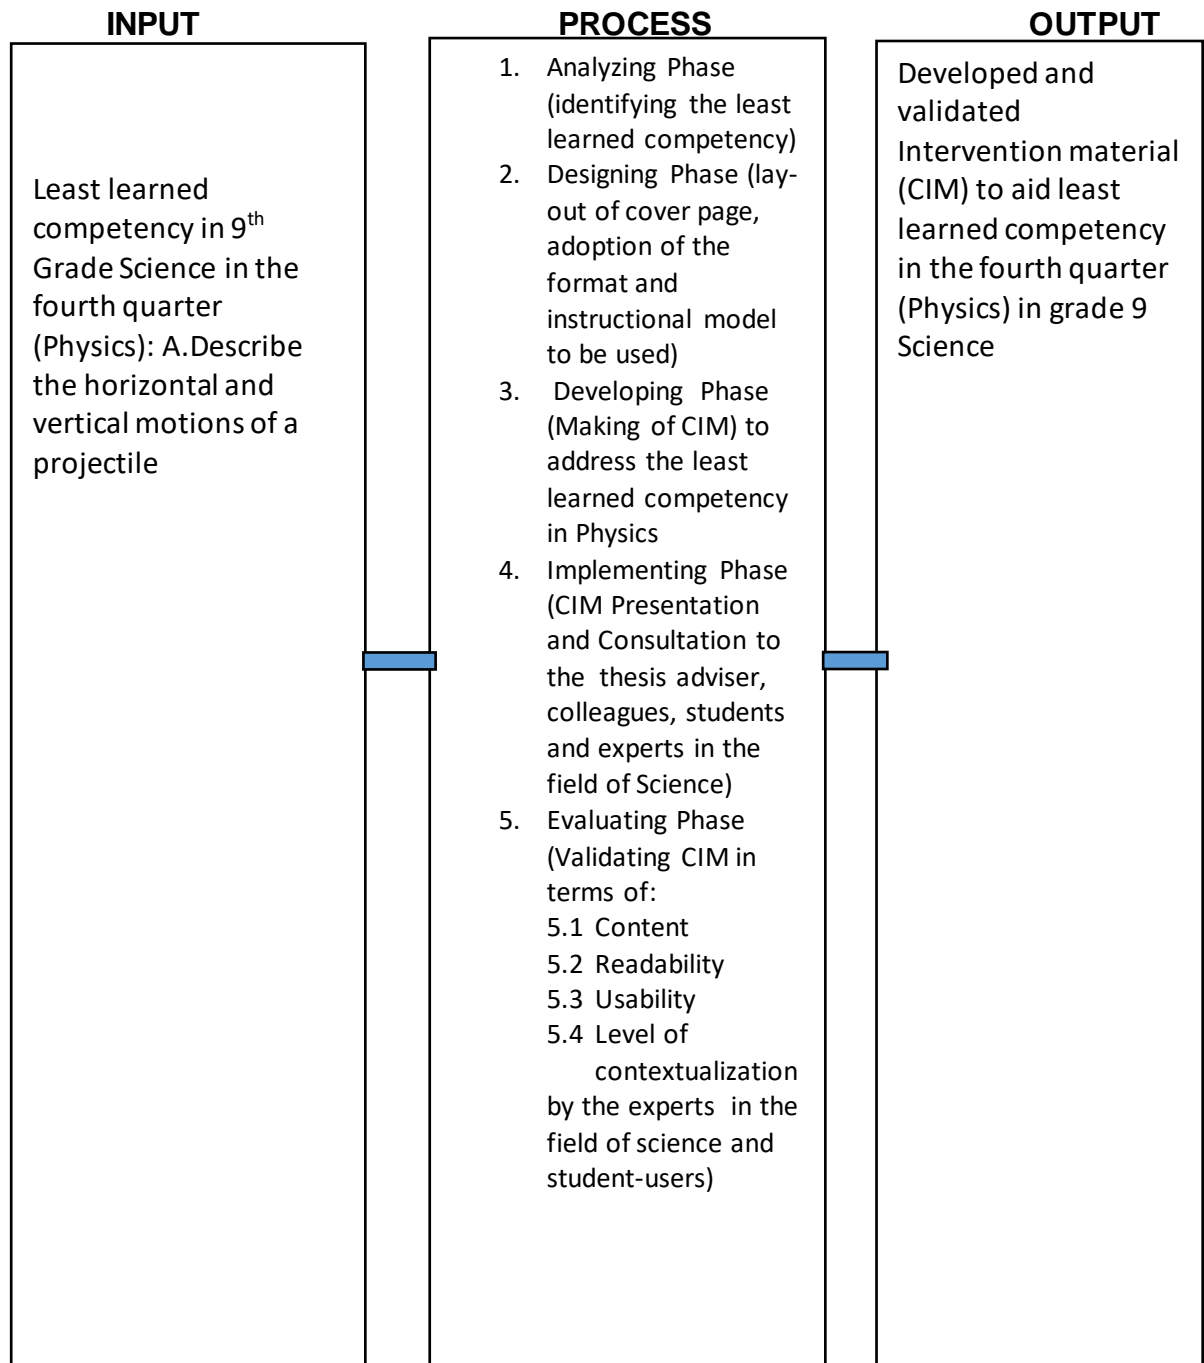 INPUT
Least learned
competency in 9th
Grade Science in the
fourth quarter
(Physics): A.Describe
the horizontal and
vertical motions of a
projectile
PROCESS
1. Analyzing Phase
(identifying the least
learned competency)
2. Designing Phase (lay-
out of cover page,
adoption of the
format and
instructional model
to be used)
3. Developing Phase
(Making of CIM) to
address the least
learned competency
in Physics
4. Implementing Phase
(CIM Presentation
and Consultation to
the thesis adviser,
colleagues, students
and experts in the
field of Science)
5. Evaluating Phase
(Validating CIM in
terms of:
5.1 Content
5.2 Readability
5.3 Usability
5.4 Level of
contextualization
by the experts in the
field of science and
student-users)
OUTPUT
Developed and
validated
Intervention material
(CIM) to aid least
learned competency
in the fourth quarter
(Physics) in grade 9
Science